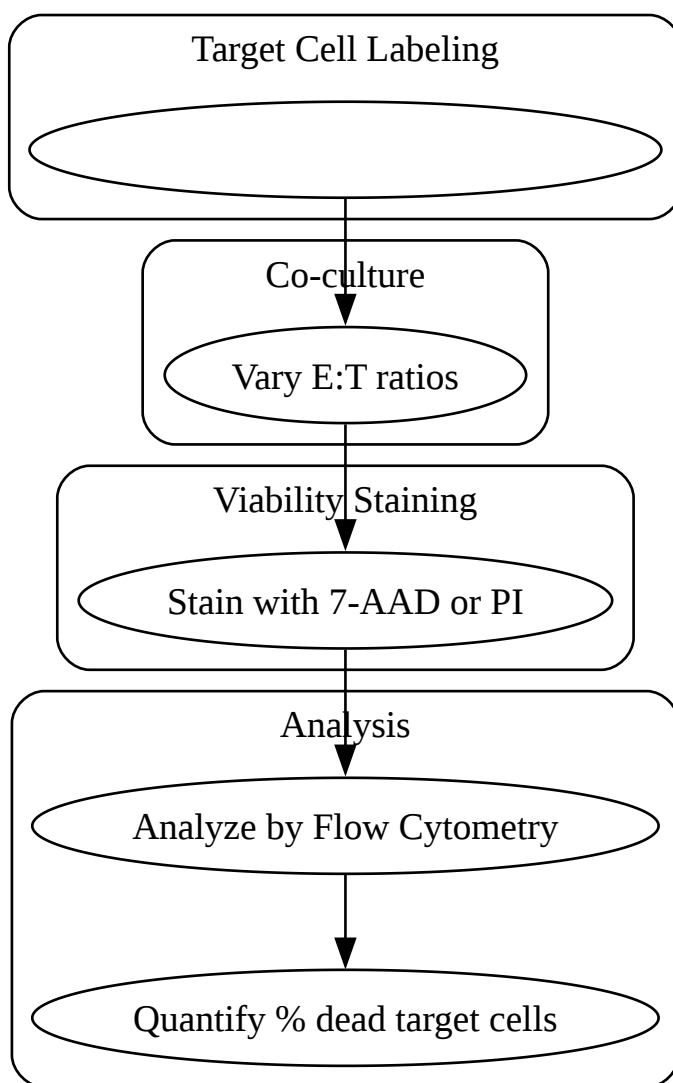 Target Cell Labeling
Co-culture
Vary E:T ratios
Viability Staining
Stain with 7-AAD or PI
Analysis
Analyze by Flow Cytometry
Quantify % dead target cells